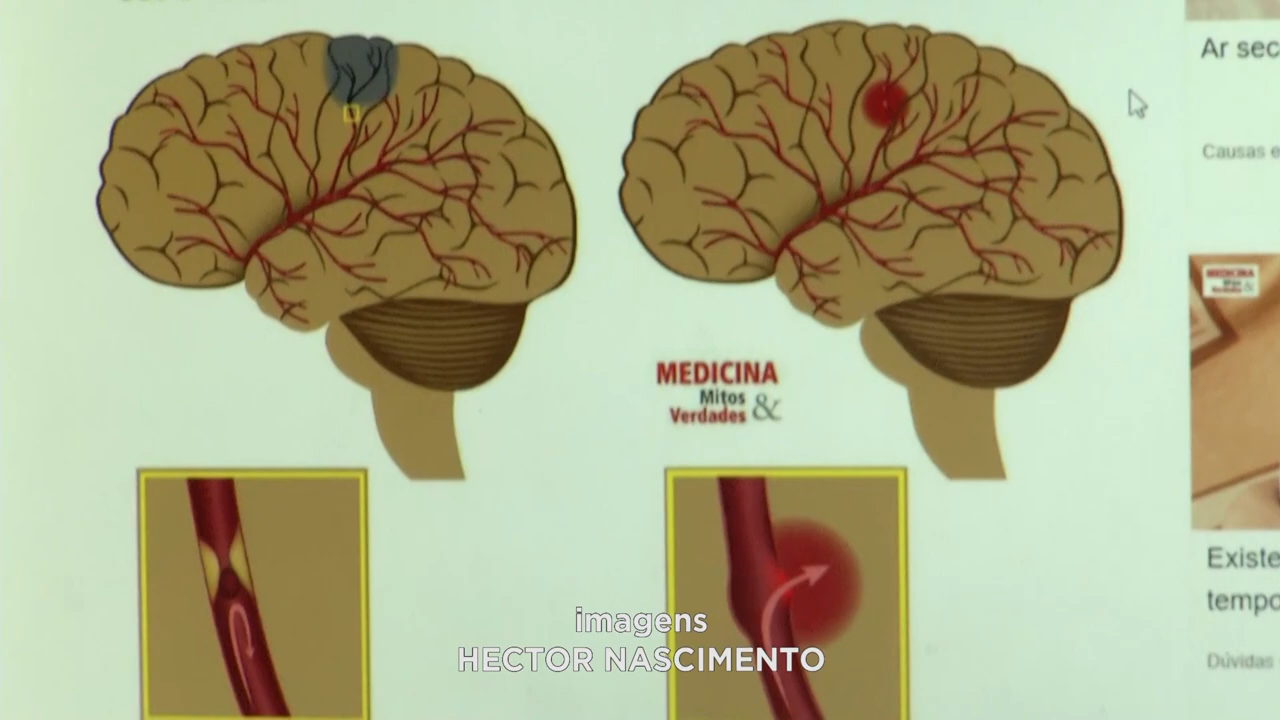 Ar sec
Causas e
MEDICINA
Mitos
Verdades &
MEDICINA
Existe
tempo
Dúvidas
imagens
HECTOR NASCIMENTO